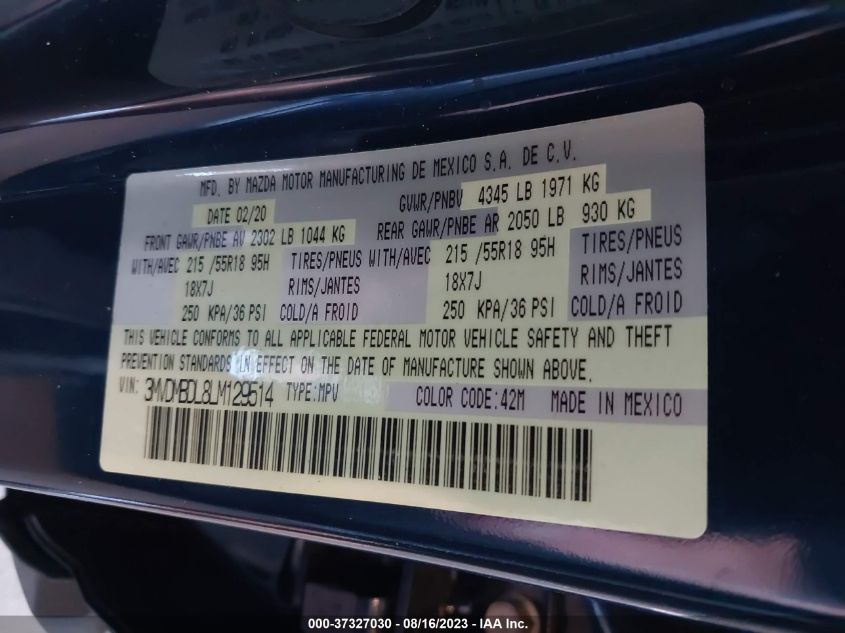 MFD. BY MAZDA MOTOR MANUFACTURING DE MEXICO S.A. DE C.V.
DATE 02/20 GVWR/PNBV 4345 LB 1971 KG
FRONT GAWR/PNBE AV 2302 LB 1044 KG REAR GAWR/PNBE AR 2050 LB 930 KG
WITH/AVEC 215 /55R18 95H TIRES/PNEUS WITH/AVEC 215 /55R18 95H TIRES/PNEUS
18X7J RIMS/JANTES 18X7J RIMS/JANTES
250 KPA/36 PSI COLD/A FROID 250 KPA/36 PSI COLD/A FROID
THIS VEHICLE CONFORMS TO ALL APPLICABLE FEDERAL MOTOR VEHICLE SAFETY AND THEFT
PREVENTION STANDARDS IN EFFECT ON THE DATE OF MANUFACTURE SHOWN ABOVE.
VIN: 3MVDMBDL8LM129514 TYPE:MPV COLOR CODE:42M MADE IN MEXICO
000-37327030 - 08/16/2023 - IAA Inc.